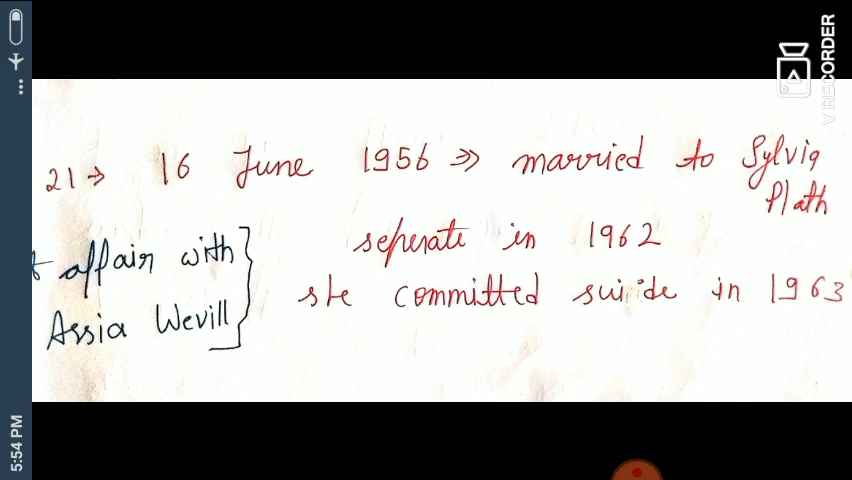 21→ 16 June 1956 ⇒ married to Sylvia
Plath
seperate in 1962
she committed suicide in 1963
affair with
Assia Wevill
V RECORDER
5:54 PM